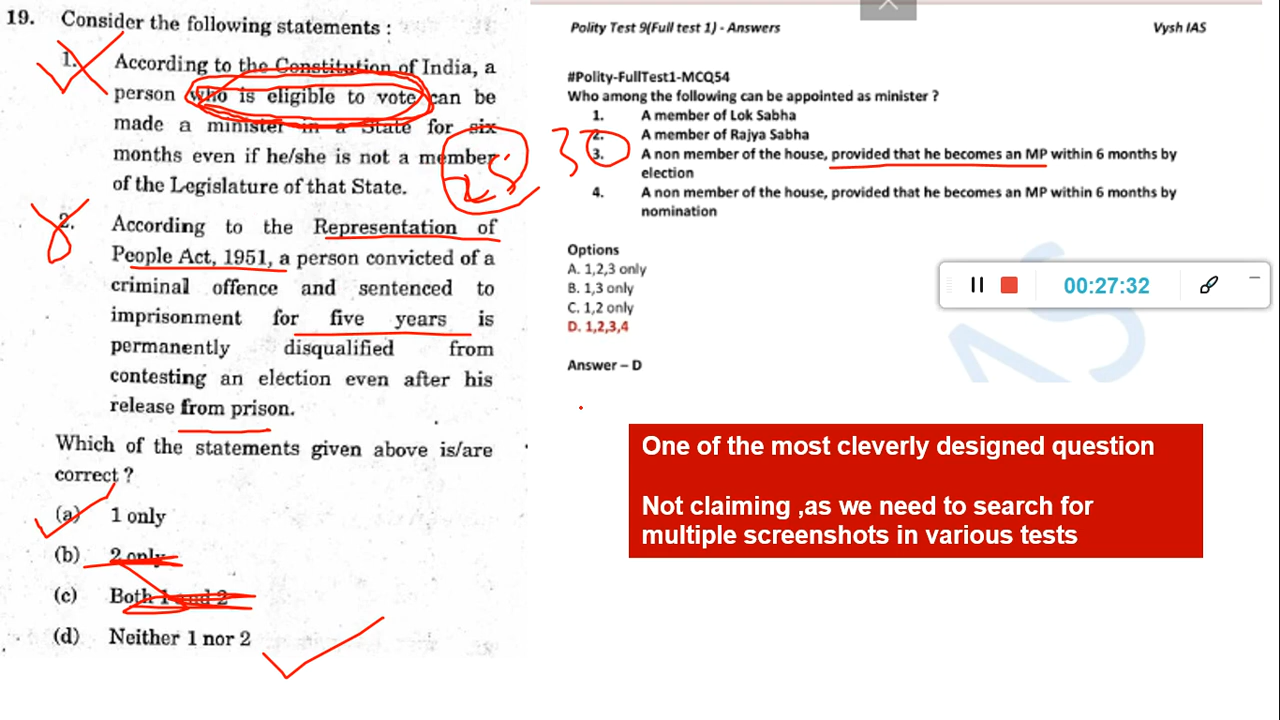 19. Consider the following statements :
1. According to the Constitution of India, a
person who is eligible to vote can be
made a minister in a State for six
months even if he/she is not a member
of the Legislature of that State.
2. According to the Representation of
People Act, 1951, a person convicted of a
criminal offence and sentenced to
imprisonment for five years is
permanently disqualified from
contesting an election even after his
release from prison.
Which of the statements given above is/are
correct ?
(a) 1 only
(b) 2 only
(c) Both 1 and 2
(d) Neither 1 nor 2
25, 30
Polity Test 9(Full test 1) - Answers Vysh IAS
#Polity-FullTest1-MCQ54
Who among the following can be appointed as minister ?
1. A member of Lok Sabha
2. A member of Rajya Sabha
3. A non member of the house, provided that he becomes an MP within 6 months by
election
4. A non member of the house, provided that he becomes an MP within 6 months by
nomination
Options
A. 1,2,3 only
B. 1,3 only
C. 1,2 only
D. 1,2,3,4
Answer – D
00:27:32
One of the most cleverly designed question
Not claiming ,as we need to search for
multiple screenshots in various tests